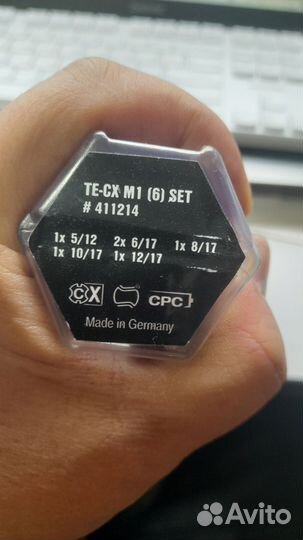 TE-CX M1 (6) SET
# 411214
1x 5/12 2x 6/17 1x 8/17
1x 10/17 1x 12/17
CX CPC
Made in Germany
Avito